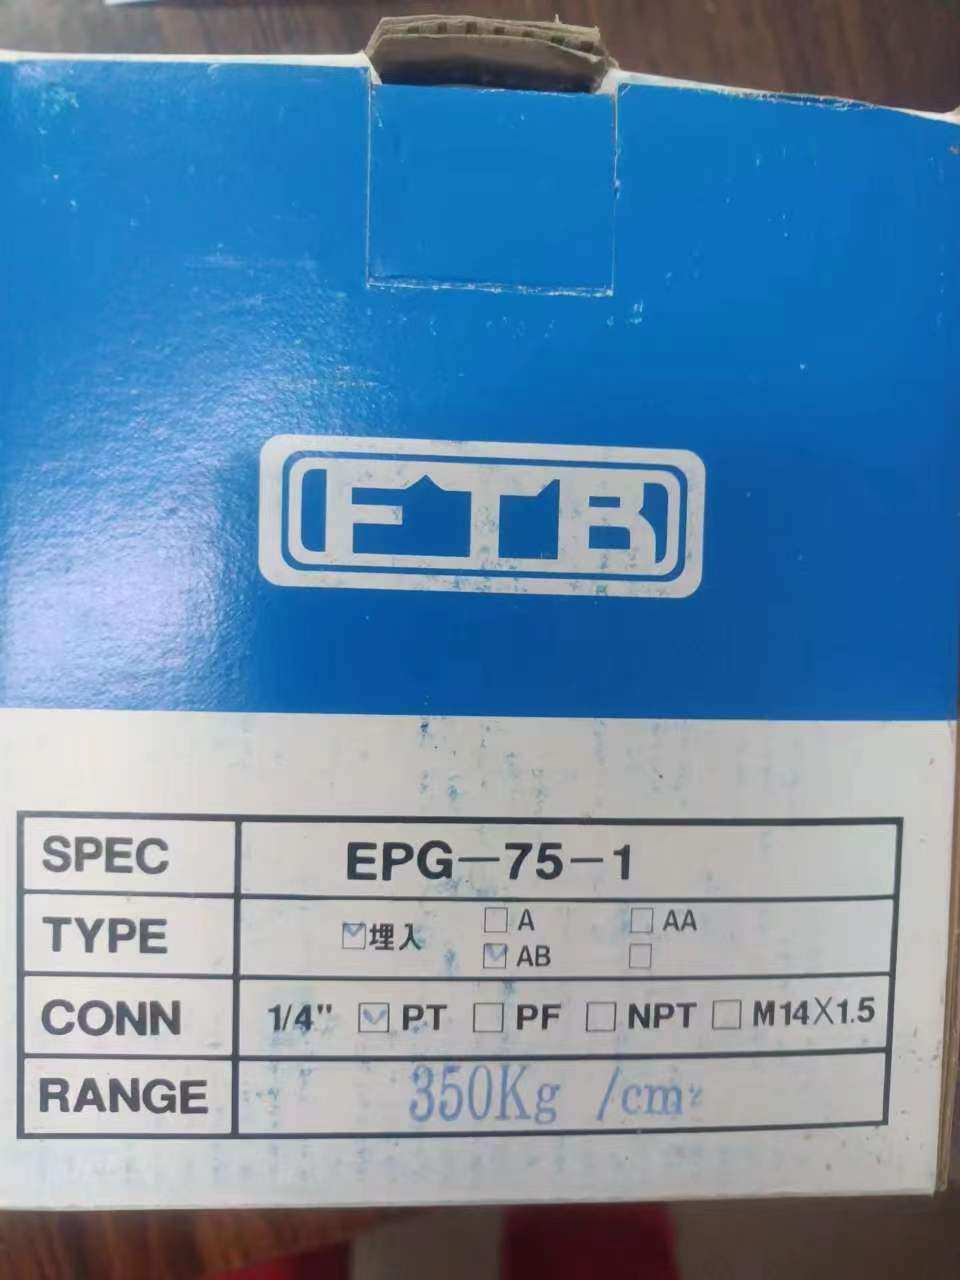 FTB
SPEC EPG-75-1
TYPE 埋入 A AA
AB
CONN 1/4" PT PF NPT M14X1.5
RANGE 350Kg /cm²